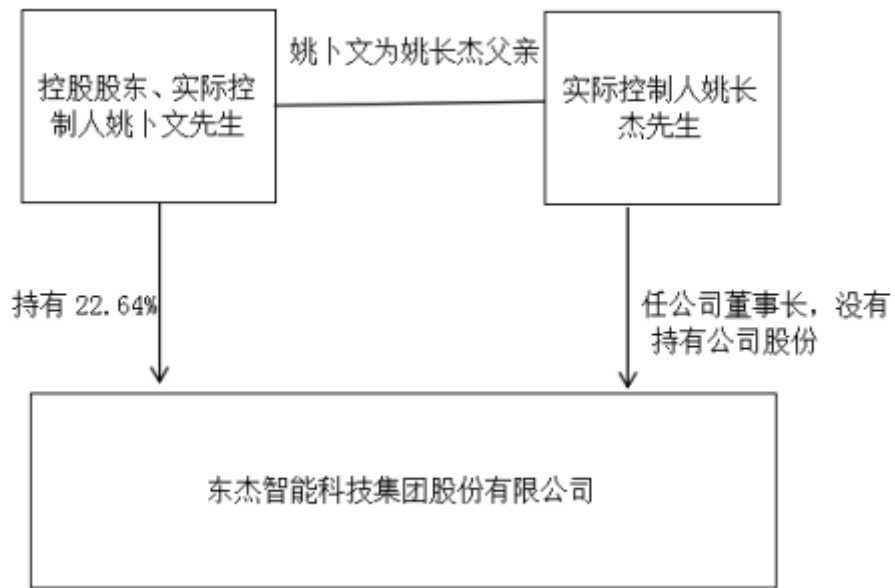 姚卜文为姚长杰父亲
控股股东、实际控
制人姚卜文先生
实际控制人姚长
杰先生
持有 22.64%
任公司董事长，没有
持有公司股份
东杰智能科技集团股份有限公司